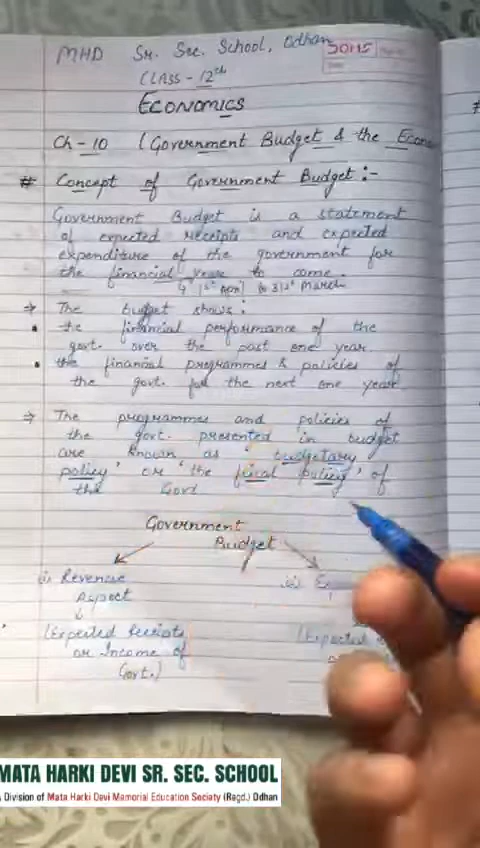 MHD Sr. Sec. School, Odhan
CLASS - 12th
ECONOMICS
Ch-10 (Government Budget & the Econ
# Concept of Government Budget :-
Government Budget is a statement
of expected receipts and expected
expenditure of the government for
the financial year to come.
↳ 1st April to 31st March
→ The budget shows:
• the financial performance of the
govt. over the past one year.
• the financial programmes & policies of
the govt. for the next one year.
→ The programmes and policies of
the govt. presented in budget
are known as 'budgetary
policy' or 'the fiscal policy' of
the Govt
Government
Budget
i) Revenue
Aspect
↓
(Expected Receipts
or Income of
Govt.)
ii) E
(Expected
MATA HARKI DEVI SR. SEC. SCHOOL
A Division of Mata Harki Devi Memorial Education Society (Regd.) Odhan